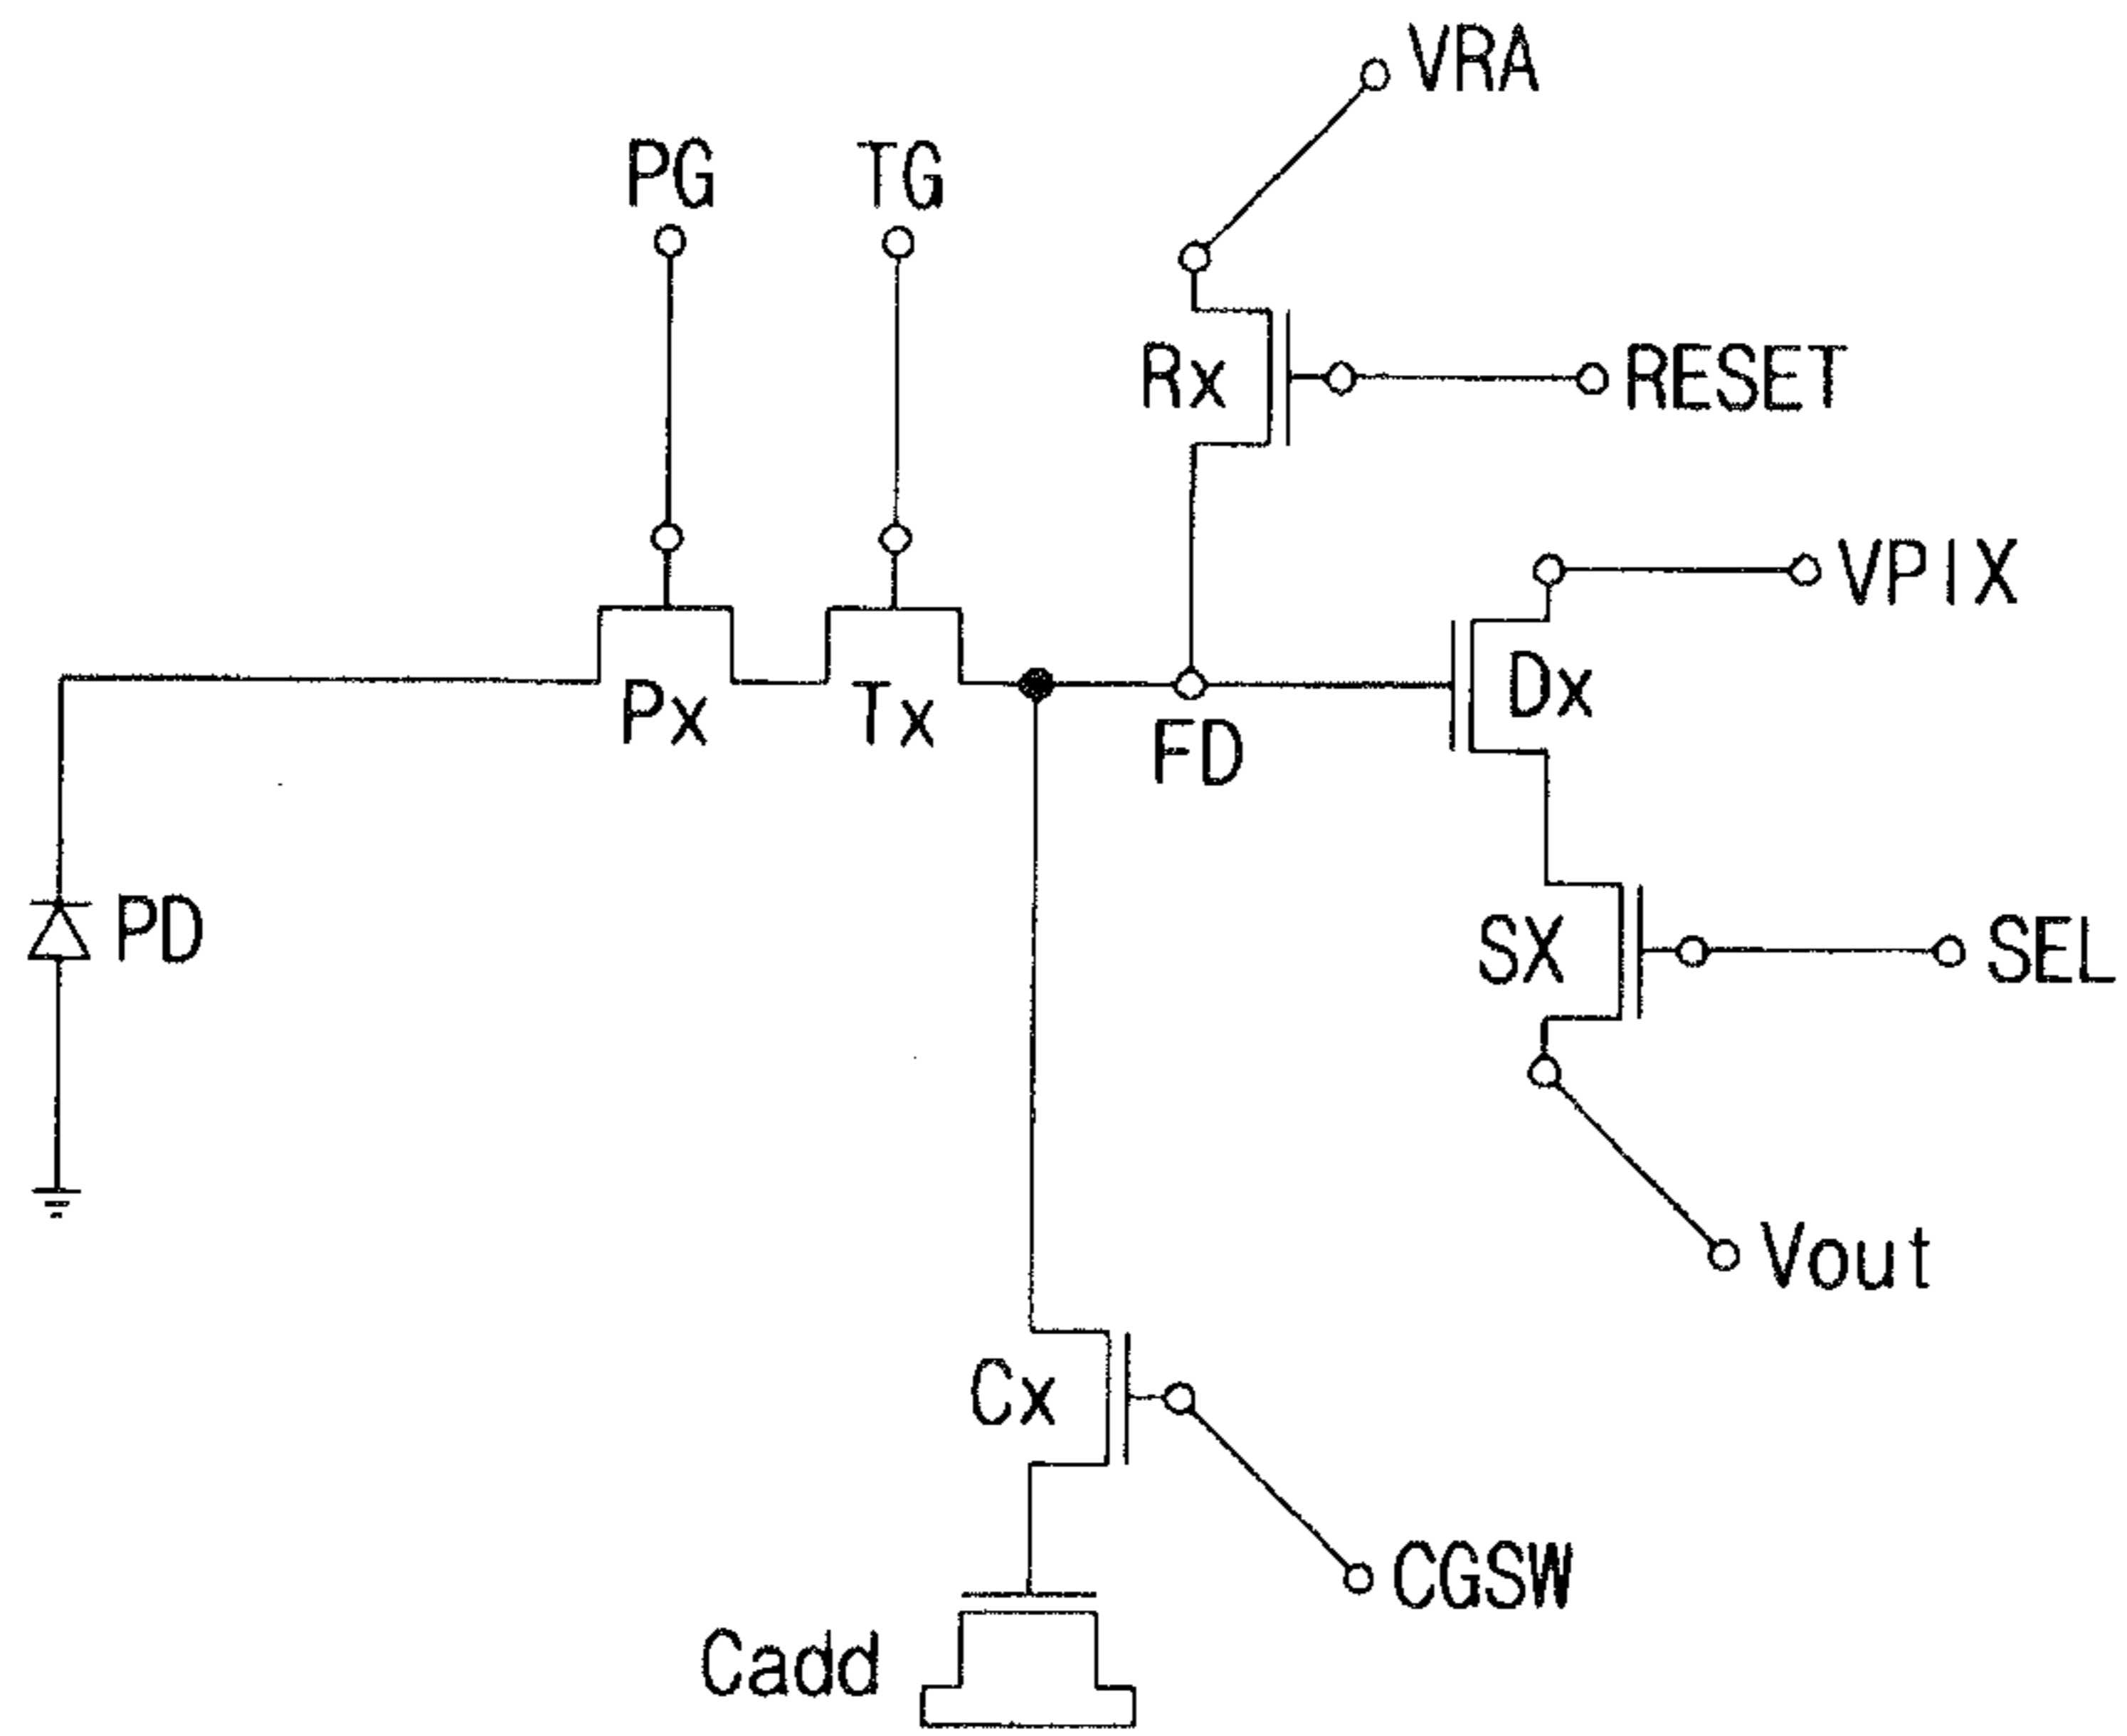 VRA
PG
TG
Rx
RESET
VPIX
Px
Tx
FD
Dx
PD
SX
SEL
Vout
Cx
CGSW
Cadd